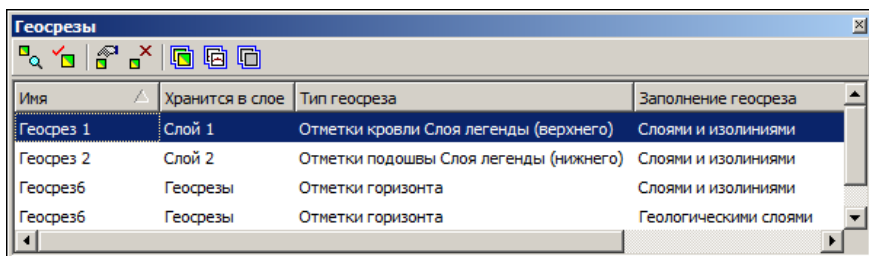 Геосрезы
Имя Хранится в слое Тип геосреза Заполнение геосреза
Геосрез 1 Слой 1 Отметки кровли Слоя легенды (верхнего) Слоями и изолиниями
Геосрез 2 Слой 2 Отметки подошвы Слоя легенды (нижнего) Слоями и изолиниями
Геосрез6 Геосрезы Отметки горизонта Слоями и изолиниями
Геосрез6 Геосрезы Отметки горизонта Геологическими слоями